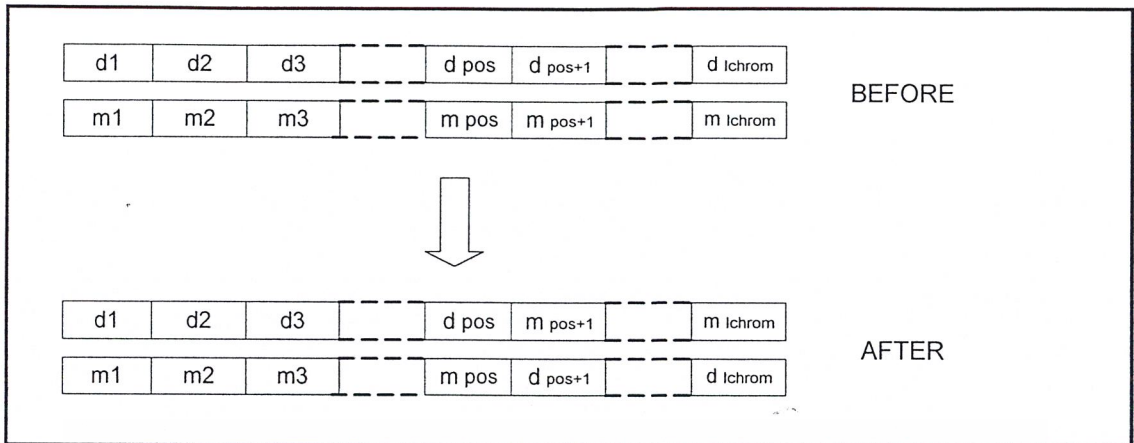 d1 d2 d3 d pos d pos+1 d lchrom
BEFORE
m1 m2 m3 m pos m pos+1 m lchrom
d1 d2 d3 d pos m pos+1 m lchrom
AFTER
m1 m2 m3 m pos d pos+1 d lchrom